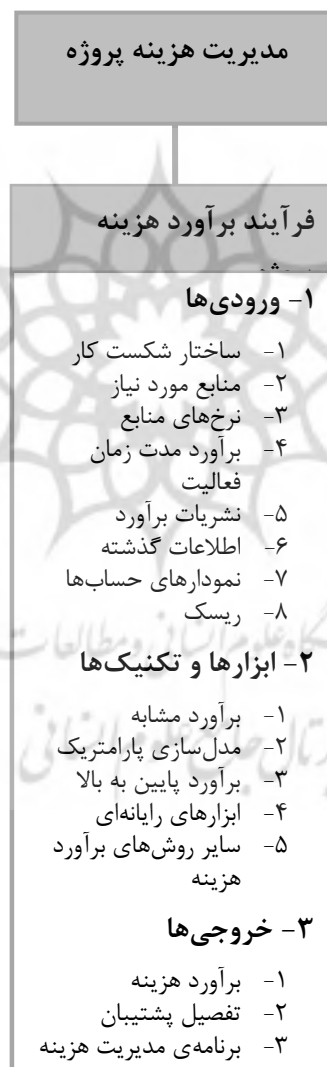 مدیریت هزینه پروژه
فرآیند برآورد هزینه
۱- ورودی‌ها
۱- ساختار شکست کار
۲- منابع مورد نیاز
۳- نرخ‌های منابع
۴- برآورد مدت زمان
فعالیت
۵- نشریات برآورد
۶- اطلاعات گذشته
۷- نمودارهای حساب‌ها
۸- ریسک
۲- ابزارها و تکنیک‌ها
۱- برآورد مشابه
۲- مدل‌سازی پارامتریک
۳- برآورد پایین به بالا
۴- ابزارهای رایانه‌ای
۵- سایر روش‌های برآورد
هزینه
۳- خروجی‌ها
۱- برآورد هزینه
۲- تفصیل پشتیبان
۳- برنامه‌ی مدیریت هزینه